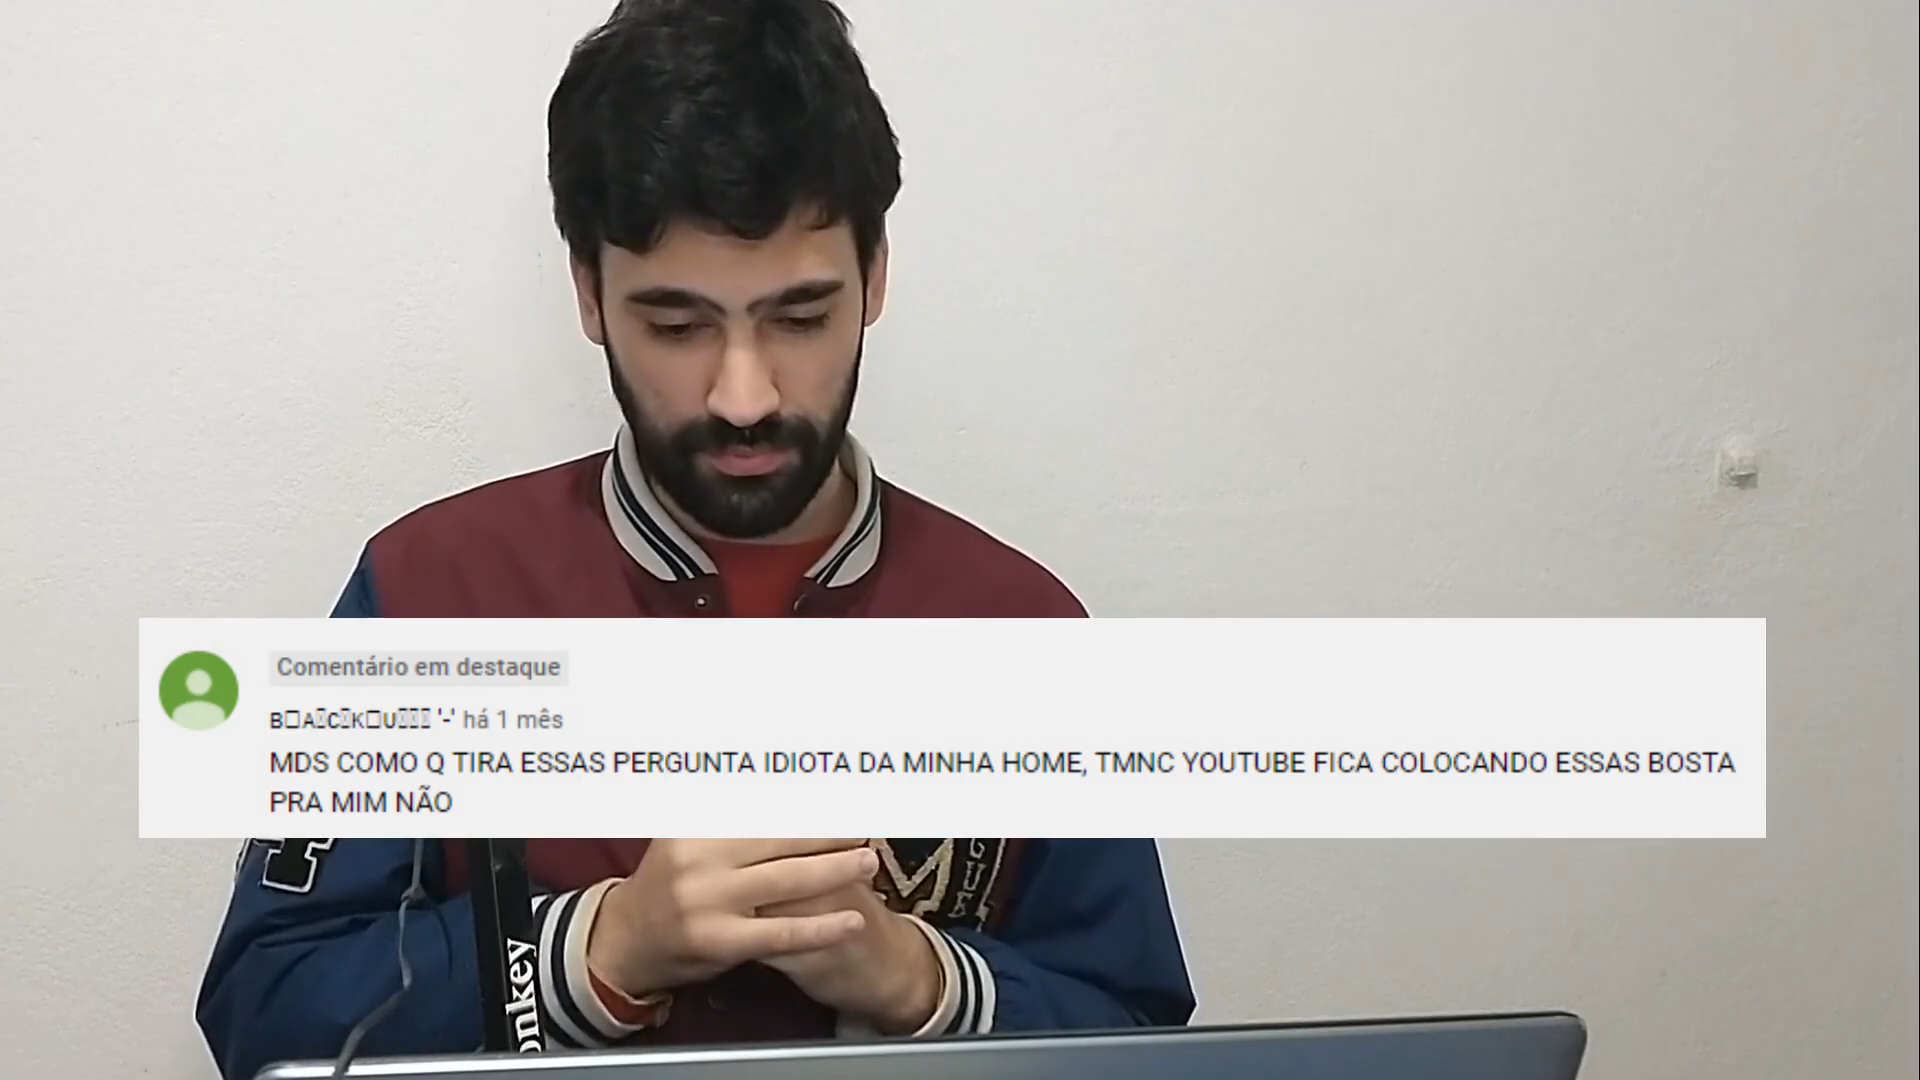 Comentário em destaque
'-' há 1 mês
MDS COMO Q TIRA ESSAS PERGUNTA IDIOTA DA MINHA HOME, TMNC YOUTUBE FICA COLOCANDO ESSAS BOSTA
PRA MIM NÃO
onkey